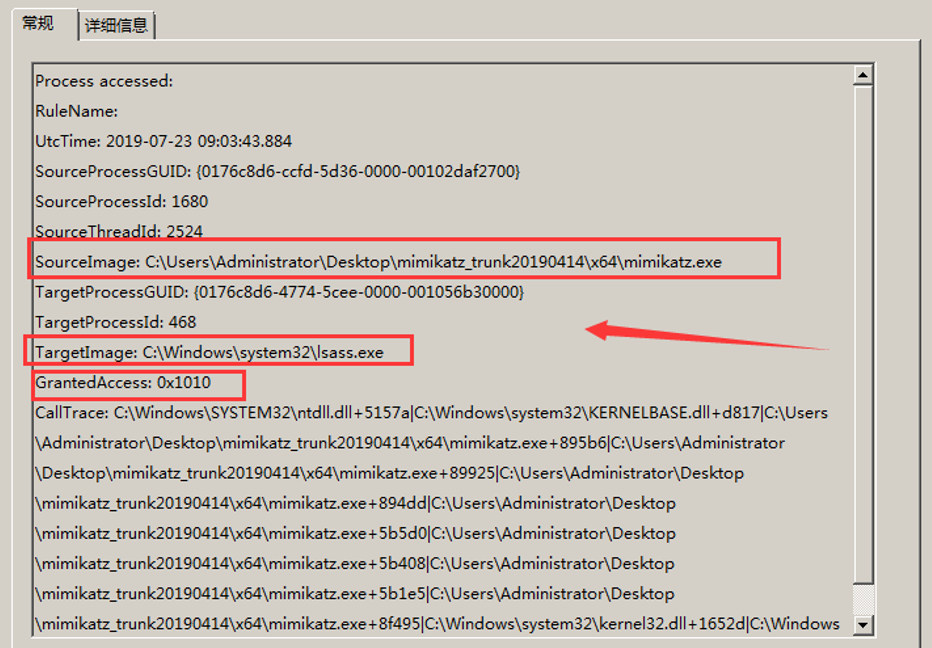 常规 详细信息
Process accessed:
RuleName:
UtcTime: 2019-07-23 09:03:43.884
SourceProcessGUID: {0176c8d6-ccfd-5d36-0000-00102daf2700}
SourceProcessId: 1680
SourceThreadId: 2524
SourceImage: C:\Users\Administrator\Desktop\mimikatz_trunk20190414\x64\mimikatz.exe
TargetProcessGUID: {0176c8d6-4774-5cee-0000-001056b30000}
TargetProcessId: 468
TargetImage: C:\Windows\system32\lsass.exe
GrantedAccess: 0x1010
CallTrace: C:\Windows\SYSTEM32\ntdll.dll+5157a|C:\Windows\system32\KERNELBASE.dll+d817|C:\Users
\Administrator\Desktop\mimikatz_trunk20190414\x64\mimikatz.exe+895b6|C:\Users\Administrator
\Desktop\mimikatz_trunk20190414\x64\mimikatz.exe+89925|C:\Users\Administrator\Desktop
\mimikatz_trunk20190414\x64\mimikatz.exe+894dd|C:\Users\Administrator\Desktop
\mimikatz_trunk20190414\x64\mimikatz.exe+5b5d0|C:\Users\Administrator\Desktop
\mimikatz_trunk20190414\x64\mimikatz.exe+5b408|C:\Users\Administrator\Desktop
\mimikatz_trunk20190414\x64\mimikatz.exe+5b1e5|C:\Users\Administrator\Desktop
\mimikatz_trunk20190414\x64\mimikatz.exe+8f495|C:\Windows\system32\kernel32.dll+1652d|C:\Windows